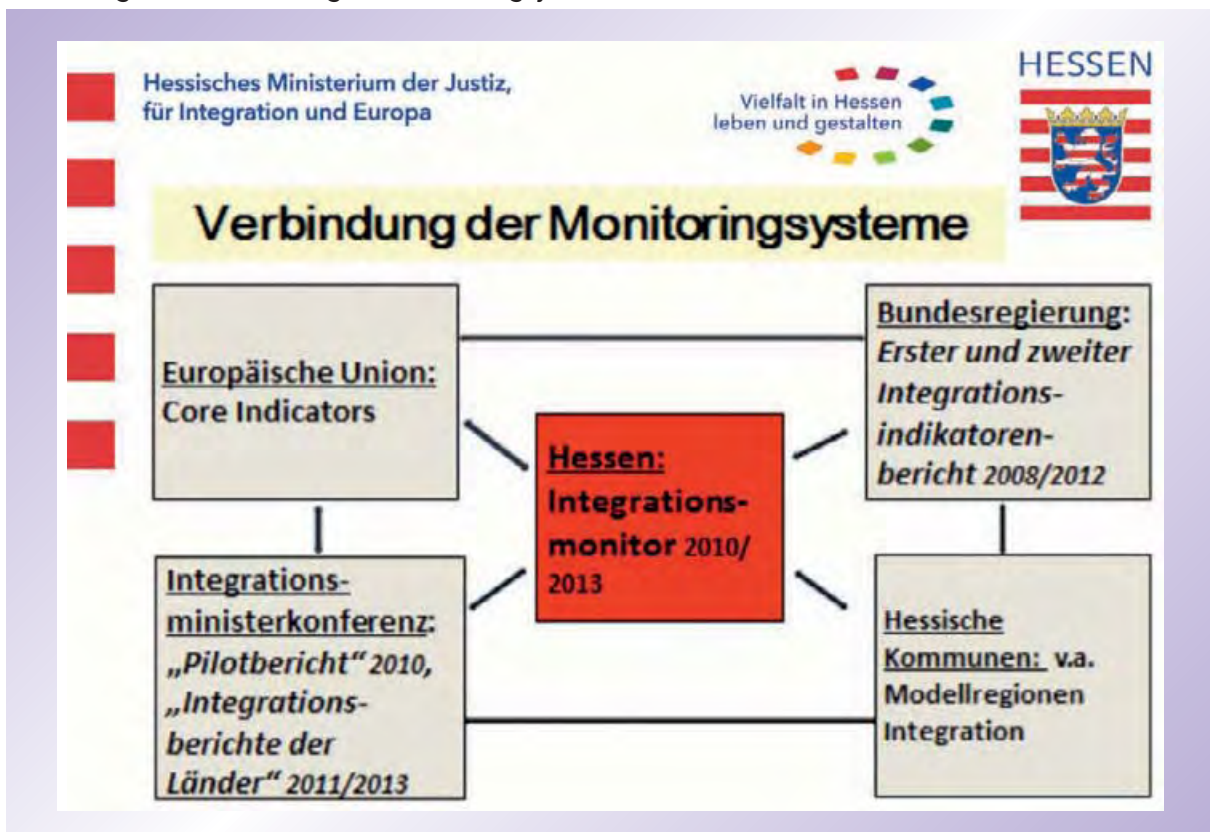 Hessisches Ministerium der Justiz,
für Integration und Europa
Vielfalt in Hessen
leben und gestalten
HESSEN
Verbindung der Monitoringsysteme
Europäische Union:
Core Indicators
Bundesregierung:
Erster und zweiter
Integrations-
indikatoren-
bericht 2008/2012
Hessen:
Integrations-
monitor 2010/
2013
Integrations-
ministerkonferenz:
„Pilotbericht“ 2010,
„Integrations-
berichte der
Länder“ 2011/2013
Hessische
Kommunen: v.a.
Modellregionen
Integration